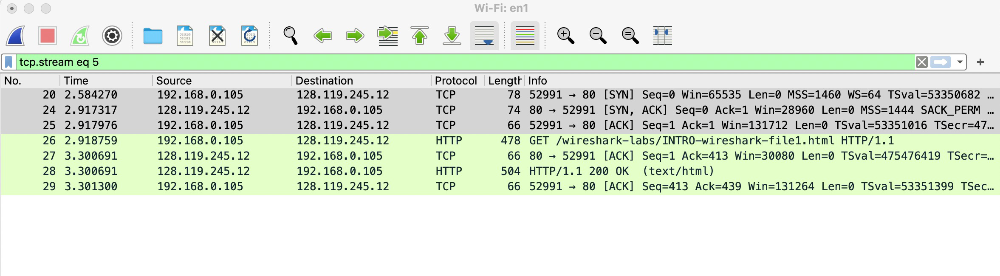 Wi-Fi: en1
tcp.stream eq 5
No. Time Source Destination Protocol Length Info
20 2.584270 192.168.0.105 128.119.245.12 TCP 78 52991 → 80 [SYN] Seq=0 Win=65535 Len=0 MSS=1460 WS=64 TSval=53350682 …
24 2.917317 128.119.245.12 192.168.0.105 TCP 74 80 → 52991 [SYN, ACK] Seq=0 Ack=1 Win=28960 Len=0 MSS=1444 SACK_PERM …
25 2.917976 192.168.0.105 128.119.245.12 TCP 66 52991 → 80 [ACK] Seq=1 Ack=1 Win=131712 Len=0 TSval=53351016 TSecr=47…
26 2.918759 192.168.0.105 128.119.245.12 HTTP 478 GET /wireshark-labs/INTRO-wireshark-file1.html HTTP/1.1
27 3.300691 128.119.245.12 192.168.0.105 TCP 66 80 → 52991 [ACK] Seq=1 Ack=413 Win=30080 Len=0 TSval=475476419 TSecr=…
28 3.300691 128.119.245.12 192.168.0.105 HTTP 504 HTTP/1.1 200 OK  (text/html)
29 3.301300 192.168.0.105 128.119.245.12 TCP 66 52991 → 80 [ACK] Seq=413 Ack=439 Win=131264 Len=0 TSval=53351399 TSec…